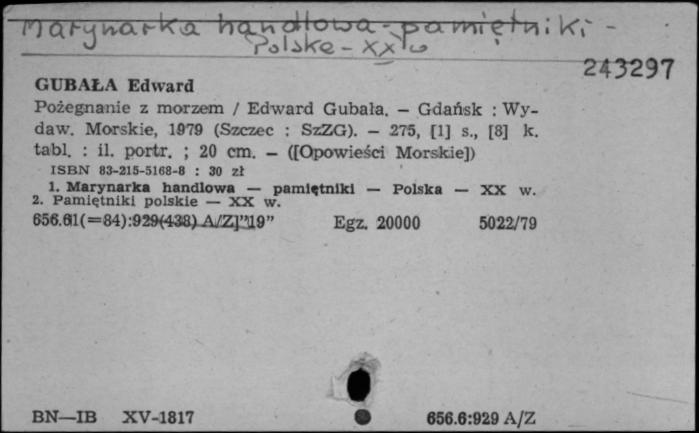 Marynarka handlowa - pamiętniki -
Polska - XX w
243297
GUBAŁA Edward
Pożegnanie z morzem / Edward Gubała. — Gdańsk : Wy-
daw. Morskie, 1979 (Szczec : SzZG). — 275, [1] s., [8] k.
tabl. : il. portr. ; 20 cm. — ([Opowieści Morskie])
ISBN 83-215-5168-8 : 30 zł
1. Marynarka handlowa — pamiętniki — Polska — XX w.
2. Pamiętniki polskie — XX w.
656.61(=84):929(438) A/Z]"19" Egz. 20000 5022/79
BN—IB XV-1817 656.6:929 A/Z